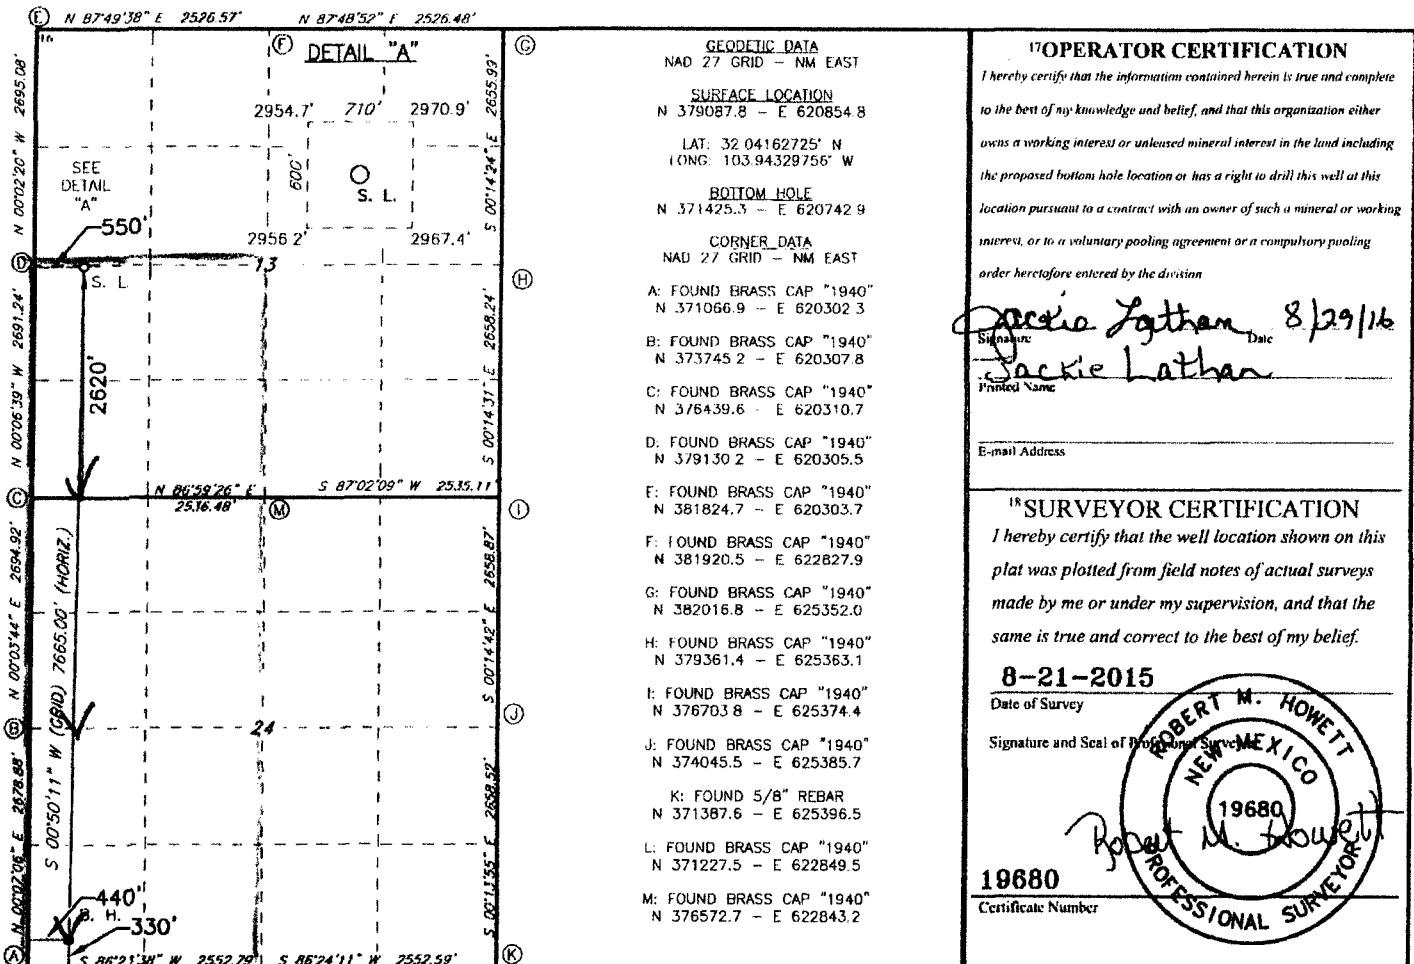 E N 87°49'38" E 2526.57' N 87°48'52" E 2526.48'
16
F DETAIL "A" G
N 00°02'20" W 2695.08'
S 00°14'24" E 2655.99'
2954.7' 710' 2970.9'
600'
S. L.
2956.2' 2967.4'
SEE
DETAIL
"A"
550'
D 13 H
S. L.
N 00°06'39" W 2691.24'
S 00°14'31" E 2658.24'
2620'
C N 86°59'26" E S 87°02'09" W 2535.11'
2536.48' M I
N 00°03'44" E 2694.92'
S 00°50'11" W (GRID) 7665.00' (HORIZ.)
S 00°14'42" E 2658.87'
B 24 J
N 00°07'06" E 2678.88'
S 00°13'55" E 2658.52'
440'
B. H.
330'
A S 86°21'38" W 2552.79' S 86°24'11" W 2552.59' K
GEODETIC DATA
NAD 27 GRID - NM EAST
SURFACE LOCATION
N 379087.8 - E 620854.8
LAT: 32.04162725° N
LONG: 103.94329756° W
BOTTOM HOLE
N 371425.3 - E 620742.9
CORNER DATA
NAD 27 GRID - NM EAST
A: FOUND BRASS CAP "1940"
N 371066.9 - E 620302.3
B: FOUND BRASS CAP "1940"
N 373745.2 - E 620307.8
C: FOUND BRASS CAP "1940"
N 376439.6 - E 620310.7
D: FOUND BRASS CAP "1940"
N 379130.2 - E 620305.5
E: FOUND BRASS CAP "1940"
N 381824.7 - E 620303.7
F: FOUND BRASS CAP "1940"
N 381920.5 - E 622827.9
G: FOUND BRASS CAP "1940"
N 382016.8 - E 625352.0
H: FOUND BRASS CAP "1940"
N 379361.4 - E 625363.1
I: FOUND BRASS CAP "1940"
N 376703.8 - E 625374.4
J: FOUND BRASS CAP "1940"
N 374045.5 - E 625385.7
K: FOUND 5/8" REBAR
N 371387.6 - E 625396.5
L: FOUND BRASS CAP "1940"
N 371227.5 - E 622849.5
M: FOUND BRASS CAP "1940"
N 376572.7 - E 622843.2
17 OPERATOR CERTIFICATION
I hereby certify that the information contained herein is true and complete
to the best of my knowledge and belief, and that this organization either
owns a working interest or unleased mineral interest in the land including
the proposed bottom hole location or has a right to drill this well at this
location pursuant to a contract with an owner of such a mineral or working
interest, or to a voluntary pooling agreement or a compulsory pooling
order heretofore entered by the division
Jackie Lathan 8/29/16
Signature Date
Jackie Lathan
Printed Name
E-mail Address
18 SURVEYOR CERTIFICATION
I hereby certify that the well location shown on this
plat was plotted from field notes of actual surveys
made by me or under my supervision, and that the
same is true and correct to the best of my belief.
8-21-2015
Date of Survey
Signature and Seal of Professional Surveyor
ROBERT M. HOWETT
NEW MEXICO
19680
PROFESSIONAL SURVEYOR
Robert M. Howett
19680
Certificate Number